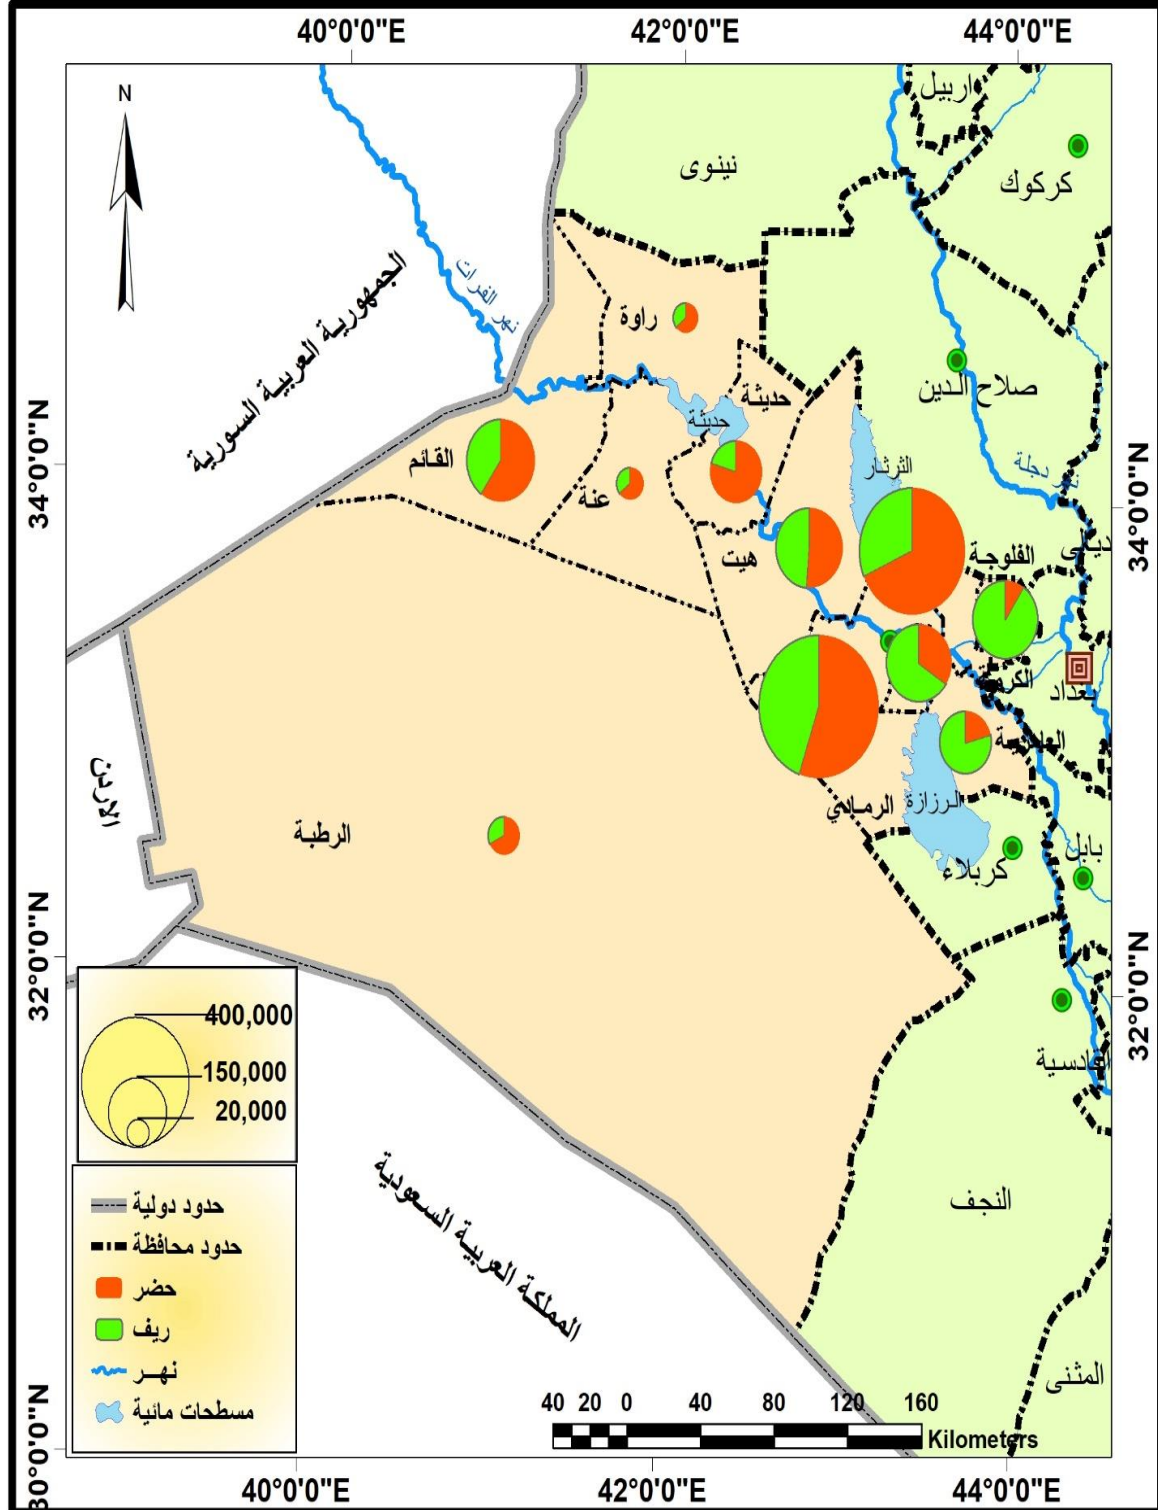 40°0'0"E
42°0'0"E
44°0'0"E
N
اربيل
نينوى
كركوك
الجمهورية العربية السورية
نهر الفرات
راوة
صلاح الدين
حديثة
حديثة
34°0'0"N
القائم
عنة
الثرثار
نهر دجلة
34°0'0"N
هيت
الفلوجة
ديالى
الكرمة
بغداد
العامرية
الاردن
الرطبة
الرمادي
الرزازة
بابل
كربلاء
32°0'0"N
32°0'0"N
القادسية
400,000
150,000
20,000
المملكة العربية السعودية
النجف
المثنى
حدود دولية
حدود محافظة
حضر
ريف
نهـر
مسطحات مائية
40 20 0 40 80 120 160
Kilometers
30°0'0"N
40°0'0"E
42°0'0"E
44°0'0"E